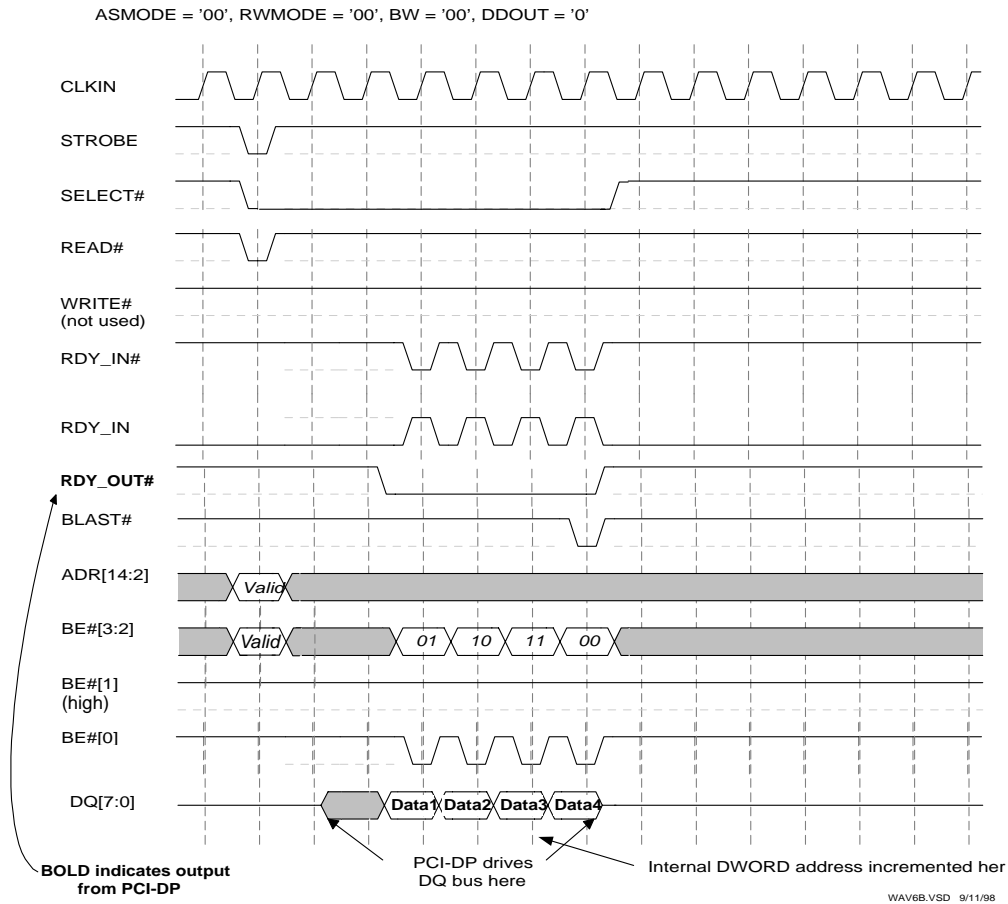 ASMODE = '00', RWMODE = '00', BW = '00', DDOUT = '0'
CLKIN
STROBE
SELECT#
READ#
WRITE#
(not used)
RDY_IN#
RDY_IN
RDY_OUT#
BLAST#
ADR[14:2]
Valid
BE#[3:2]
Valid 01 10 11 00
BE#[1]
(high)
BE#[0]
DQ[7:0]
Data1 Data2 Data3 Data4
BOLD indicates output
from PCI-DP
PCI-DP drives
DQ bus here
Internal DWORD address incremented her
WAV6B.VSD 9/11/98